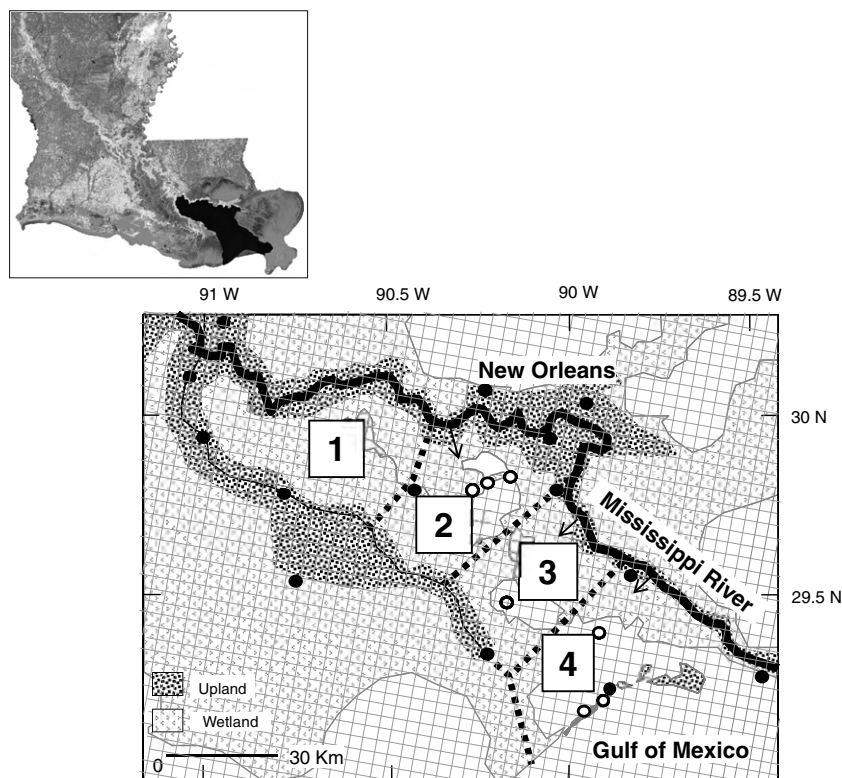 91 W
90.5 W
90 W
89.5 W
New Orleans
30 N
1
Mississippi River
2
3
29.5 N
4
Upland
Wetland
0
30 Km
Gulf of Mexico